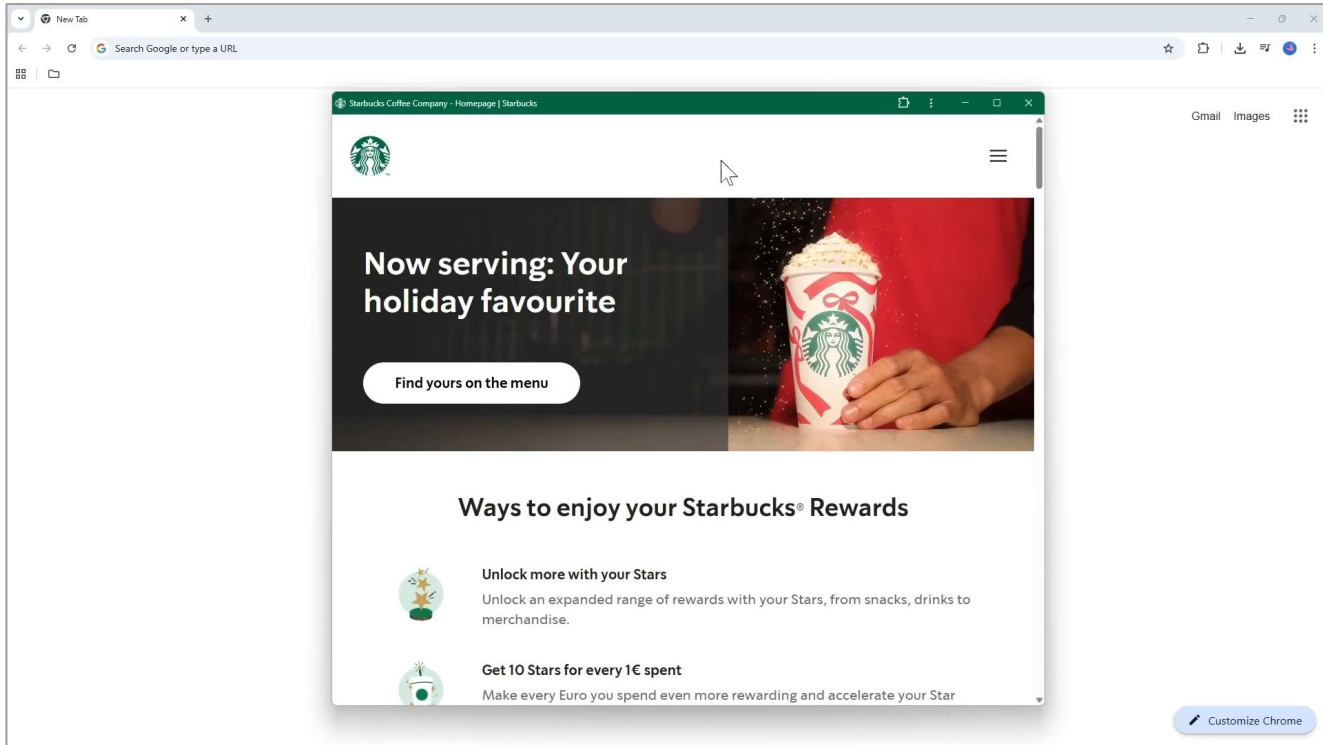 New Tab
Search Google or type a URL
Gmail Images
Starbucks Coffee Company - Homepage | Starbucks
Now serving: Your
holiday favourite
Find yours on the menu
Ways to enjoy your Starbucks® Rewards
Unlock more with your Stars
Unlock an expanded range of rewards with your Stars, from snacks, drinks to
merchandise.
Get 10 Stars for every 1€ spent
Make every Euro you spend even more rewarding and accelerate your Star
Customize Chrome